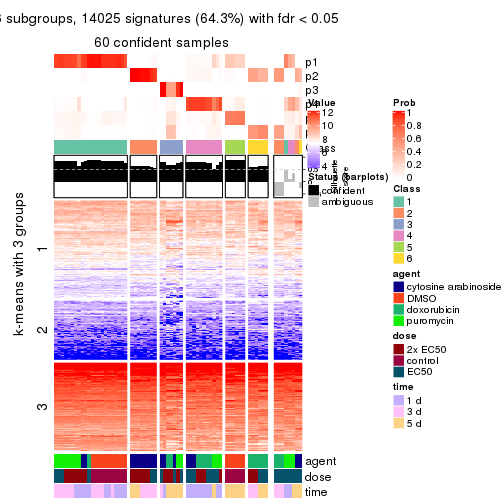 6 subgroups, 14025 signatures (64.3%) with fdr < 0.05
60 confident samples
p1
p2
p3
Value
12
10
8
6
4
Prob
1
0.8
0.6
0.4
0.2
0
Status (barplots)
confident
ambiguous
Class
1
2
3
4
5
6
agent
cytosine arabinoside
DMSO
doxorubicin
puromycin
dose
2x EC50
control
EC50
time
1 d
3 d
5 d
k-means with 3 groups
1
2
3
agent
dose
time